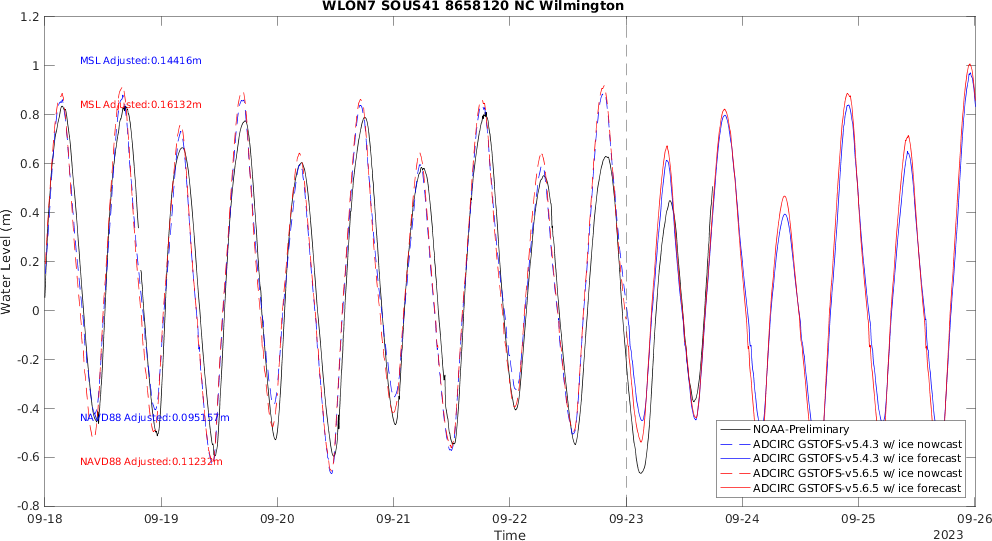 WLON7 SOUS41 8658120 NC Wilmington
1.2
1
0.8
0.6
0.4
0.2
0
-0.2
-0.4
-0.6
-0.8
Water Level (m)
MSL Adjusted:0.14416m
MSL Adjusted:0.16132m
NAVD88 Adjusted:0.095157m
NAVD88 Adjusted:0.11232m
NOAA-Preliminary
ADCIRC GSTOFS-v5.4.3 w/ ice nowcast
ADCIRC GSTOFS-v5.4.3 w/ ice forecast
ADCIRC GSTOFS-v5.6.5 w/ ice nowcast
ADCIRC GSTOFS-v5.6.5 w/ ice forecast
09-18 09-19 09-20 09-21 09-22 09-23 09-24 09-25 09-26
Time
2023